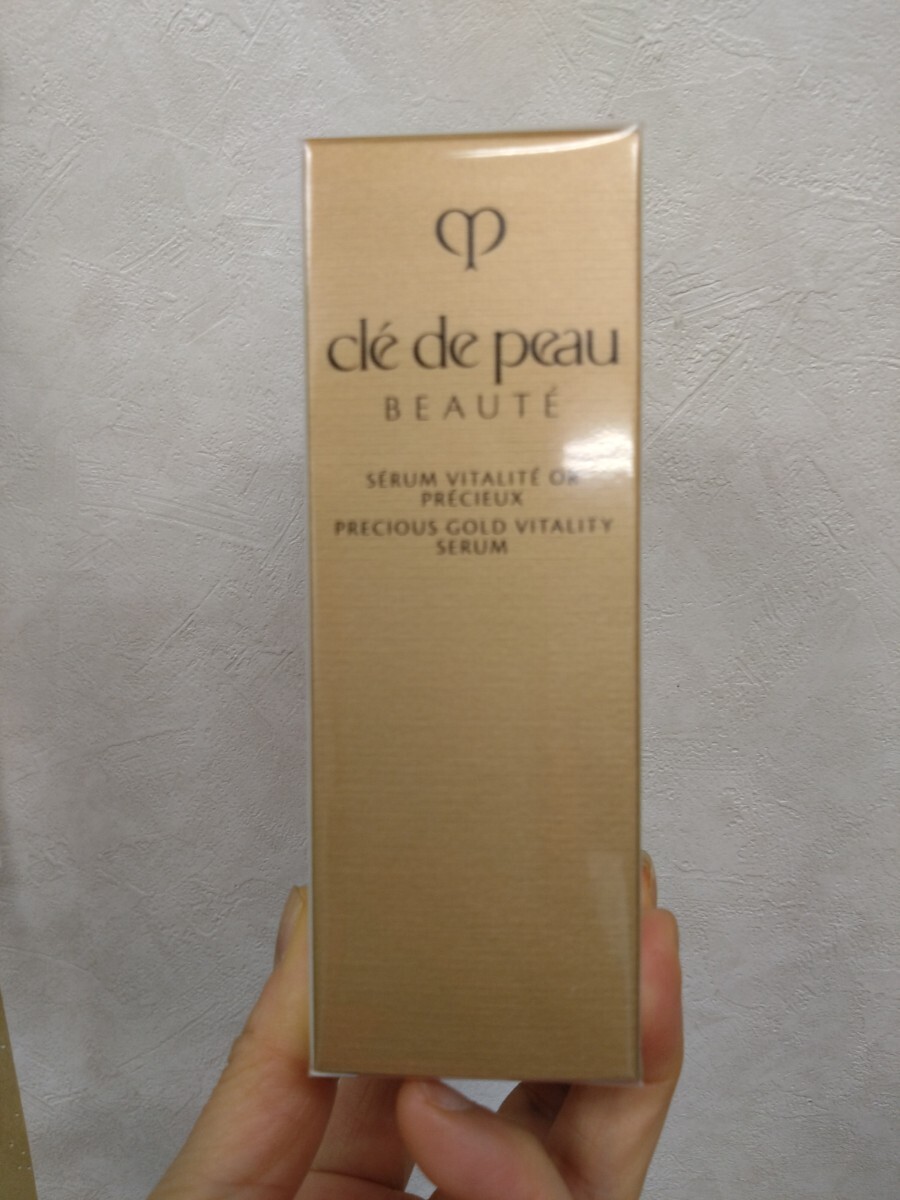 clé de peau
BEAUTÉ
SÉRUM VITALITÉ OR
PRÉCIEUX
PRECIOUS GOLD VITALITY
SERUM